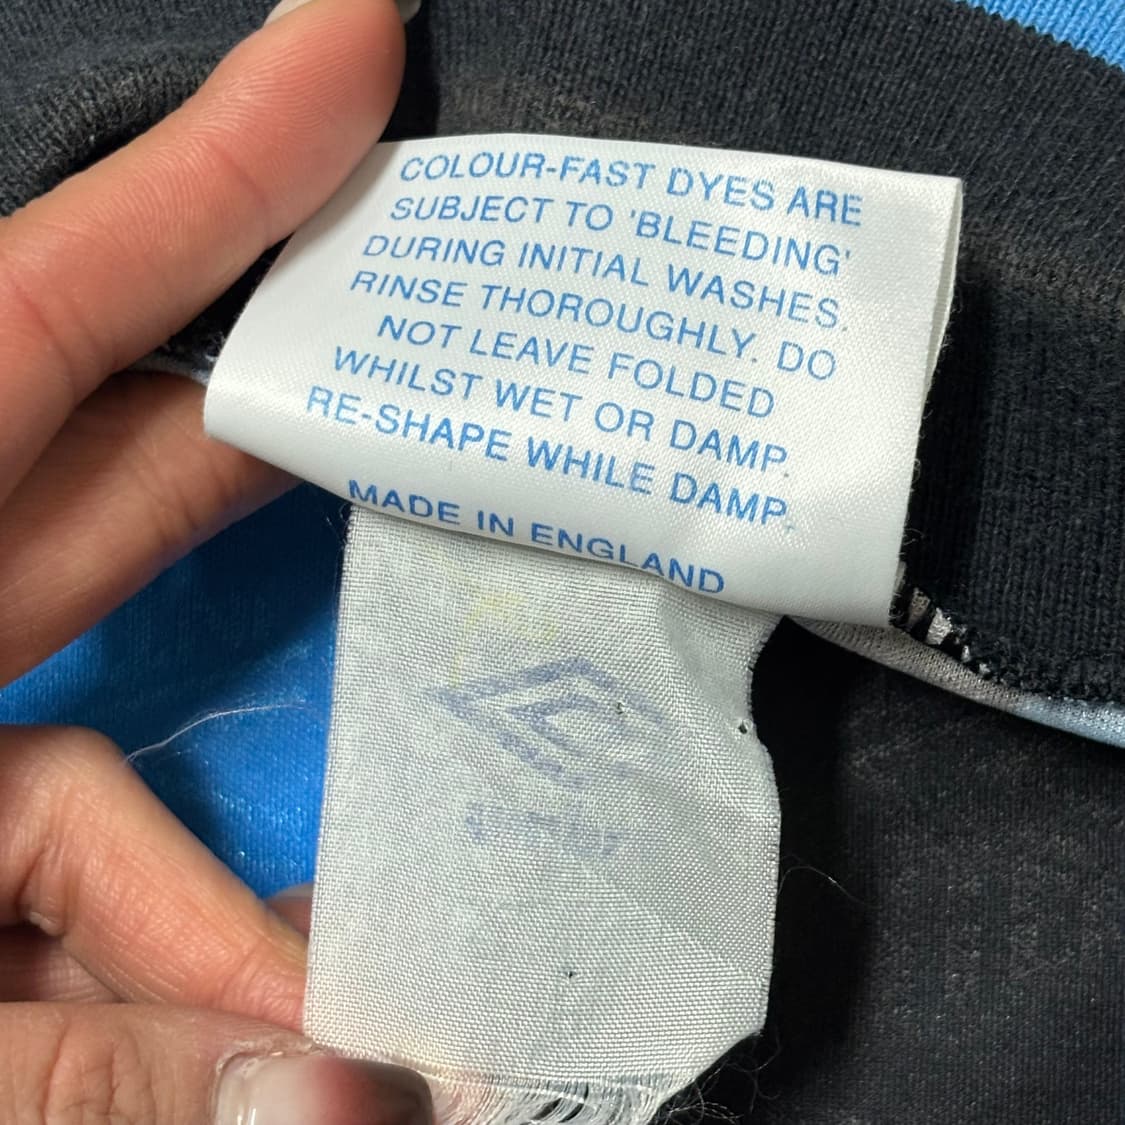 COLOUR-FAST DYES ARE
SUBJECT TO 'BLEEDING'
DURING INITIAL WASHES.
RINSE THOROUGHLY. DO
NOT LEAVE FOLDED
WHILST WET OR DAMP.
RE-SHAPE WHILE DAMP.
MADE IN ENGLAND